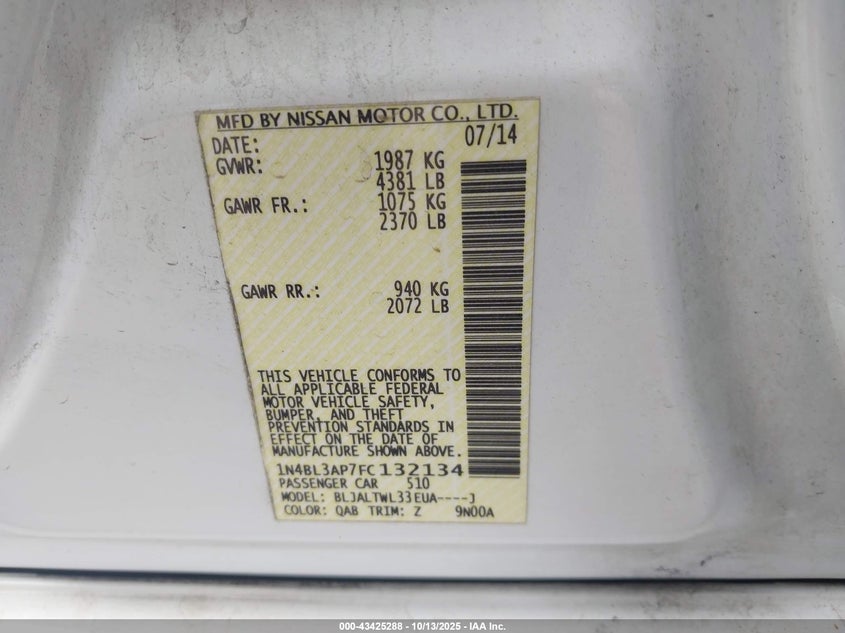 MFD BY NISSAN MOTOR CO., LTD.
DATE: 07/14
GVWR: 1987 KG
4381 LB
GAWR FR.: 1075 KG
2370 LB
GAWR RR.: 940 KG
2072 LB
THIS VEHICLE CONFORMS TO
ALL APPLICABLE FEDERAL
MOTOR VEHICLE SAFETY,
BUMPER, AND THEFT
PREVENTION STANDARDS IN
EFFECT ON THE DATE OF
MANUFACTURE SHOWN ABOVE.
1N4BL3AP7FC132134
PASSENGER CAR 510
MODEL: BLJALTWL33EUA----J
COLOR: QAB TRIM: Z 9N00A
000-43425288 - 10/13/2025 - IAA Inc.